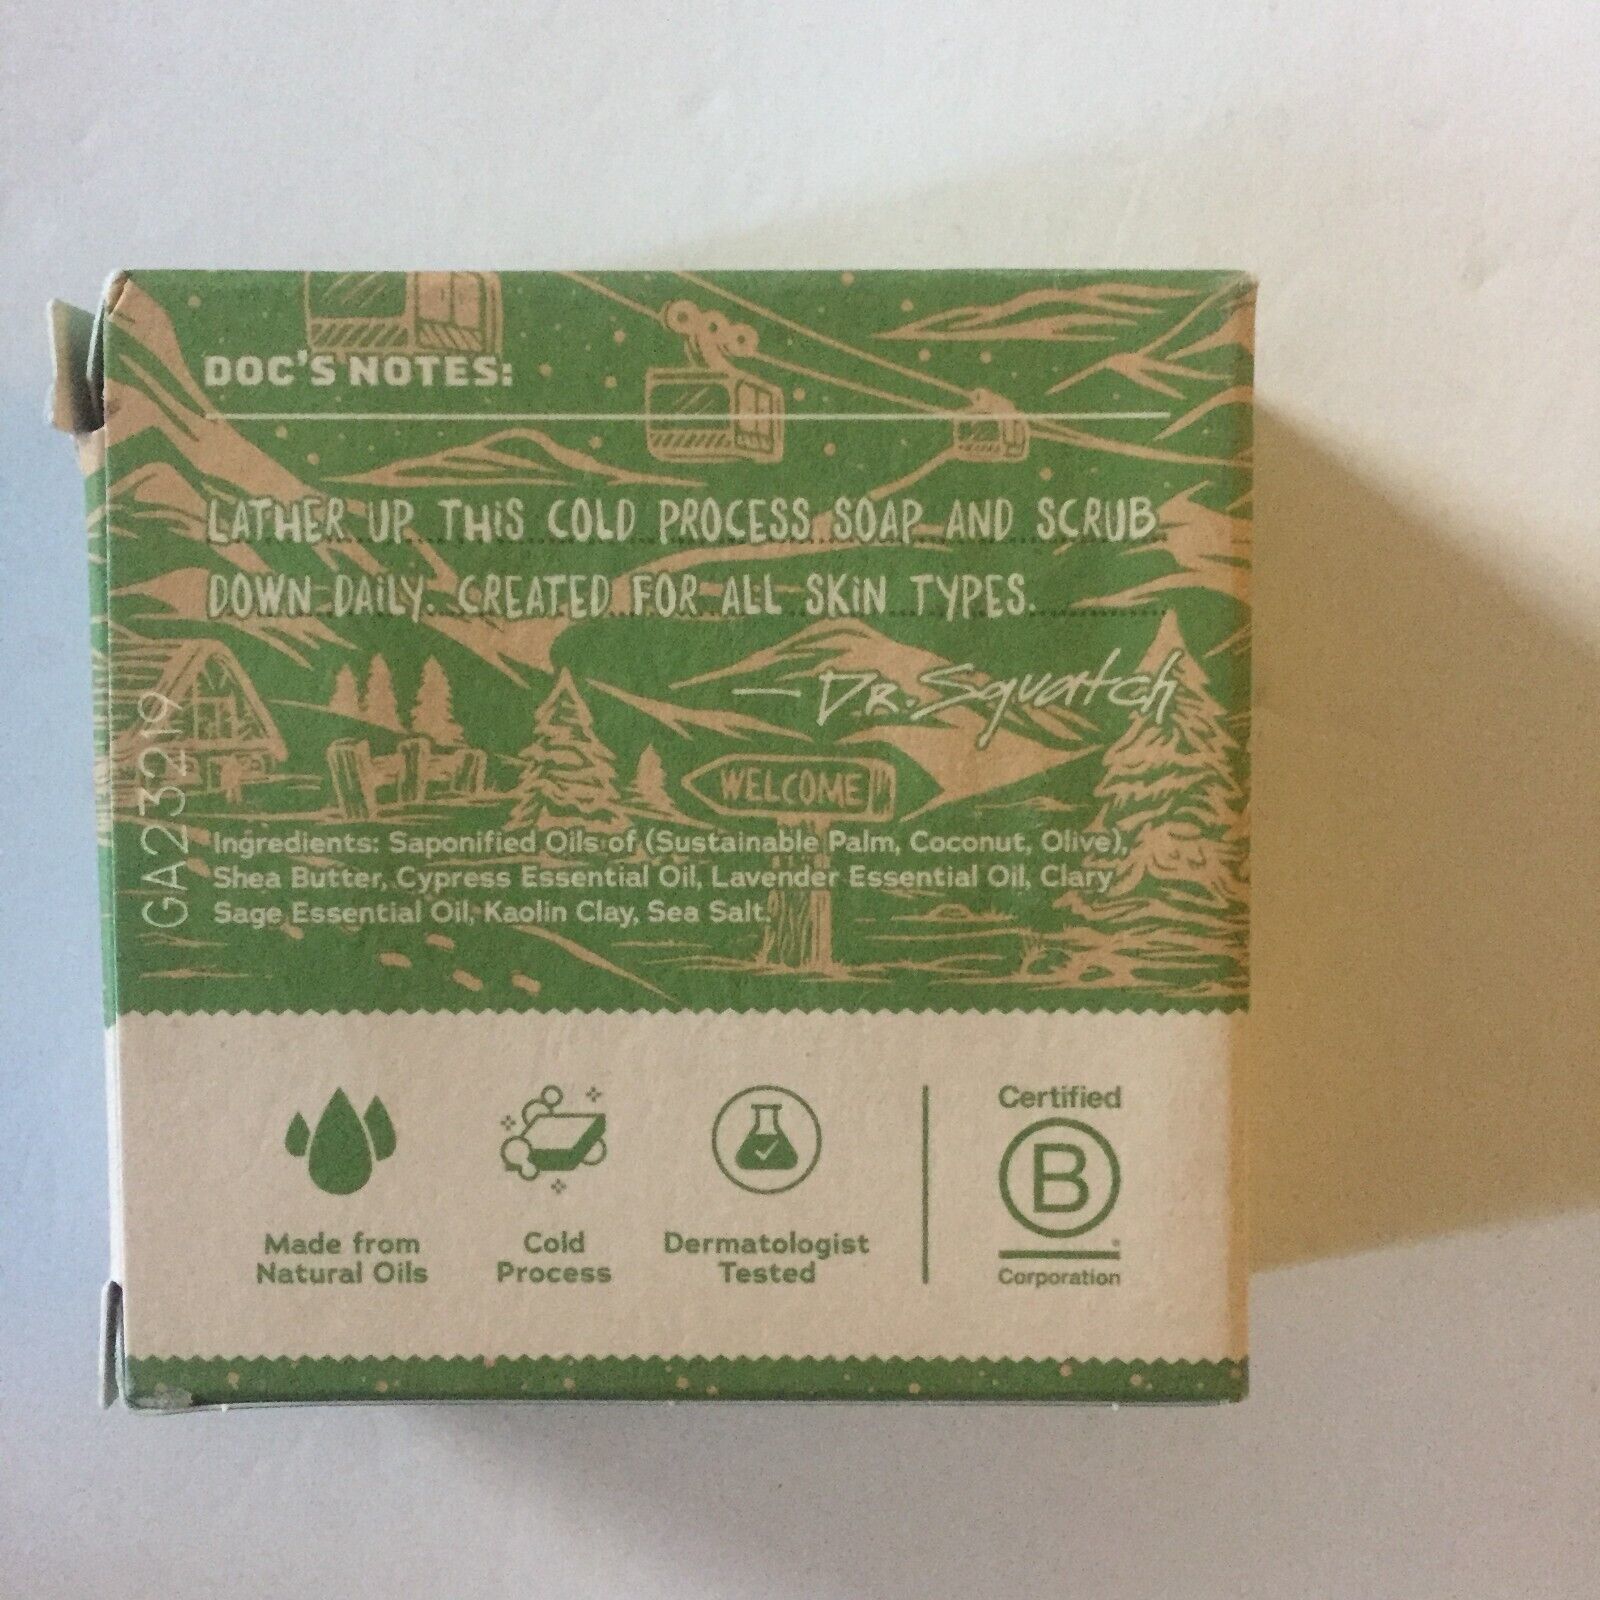 DOC'S NOTES:
LATHER UP THiS COLD PROCESS SOAP AND SCRUB
DOWN DAiLY. CREATED FOR ALL SKiN TYPES.
— DR. Squatch
WELCOME
GA23219
Ingredients: Saponified Oils of (Sustainable Palm, Coconut, Olive),
Shea Butter, Cypress Essential Oil, Lavender Essential Oil, Clary
Sage Essential Oil, Kaolin Clay, Sea Salt.
Made from
Natural Oils
Cold
Process
Dermatologist
Tested
Certified
B
®
Corporation